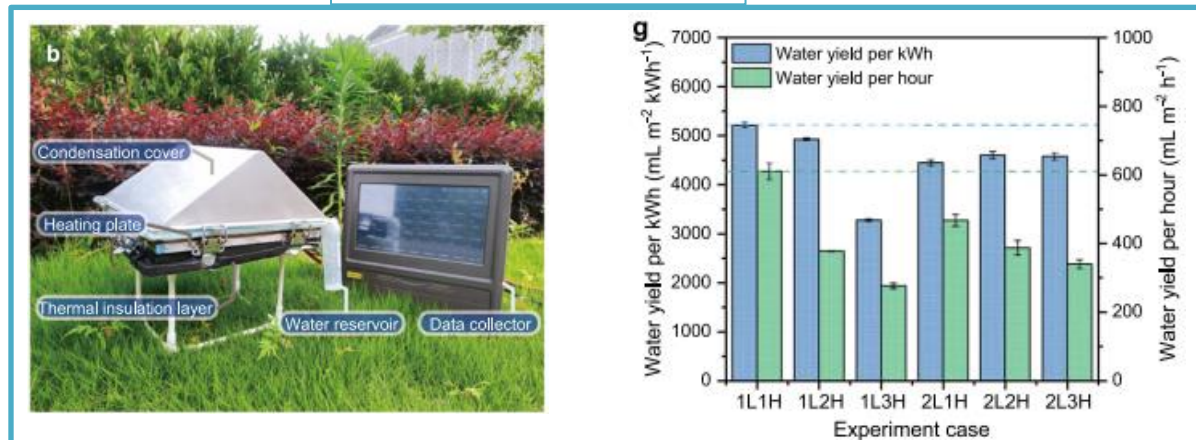 b
Condensation cover
Heating plate
Thermal insulation layer
Water reservoir
Data collector
g
Water yield per kWh (mL m⁻² kWh⁻¹)
7000
6000
5000
4000
3000
2000
1000
0
Water yield per kWh
Water yield per hour
1L1H 1L2H 1L3H 2L1H 2L2H 2L3H
Experiment case
1000
800
600
400
200
0
Water yield per hour (mL m⁻² h⁻¹)